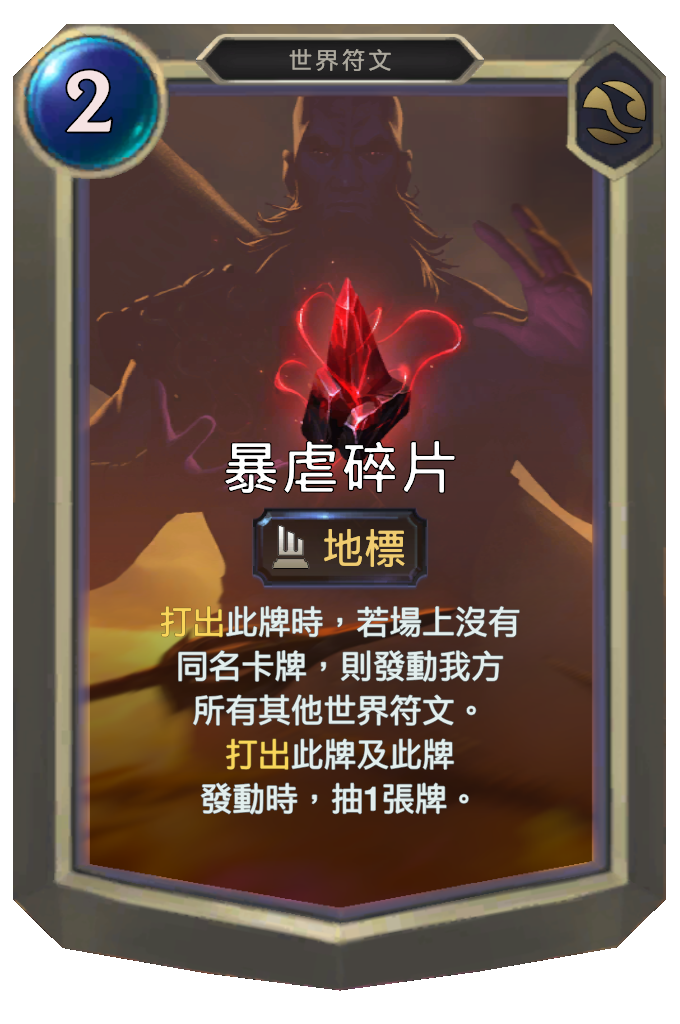 世界符文
2
暴虐碎片
地標
打出此牌時，若場上沒有
同名卡牌，則發動我方
所有其他世界符文。
打出此牌及此牌
發動時，抽1張牌。